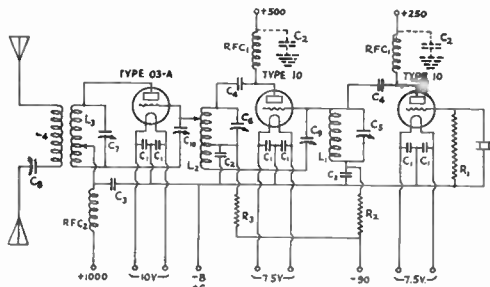 +500
+250
RFC₁
C₂
RFC₁
C₂
TYPE 03-A
TYPE 10
TYPE 10
C₄
C₄
L₃
C₇
C₁₀
C₆
C₉
L₁
C₅
R₁
C₁
C₁
C₁
C₁
C₁
C₁
L₂
C₂
C₈
C₃
RFC₂
R₃
R₂
+1000
10V
-B
7.5V
-90
7.5V